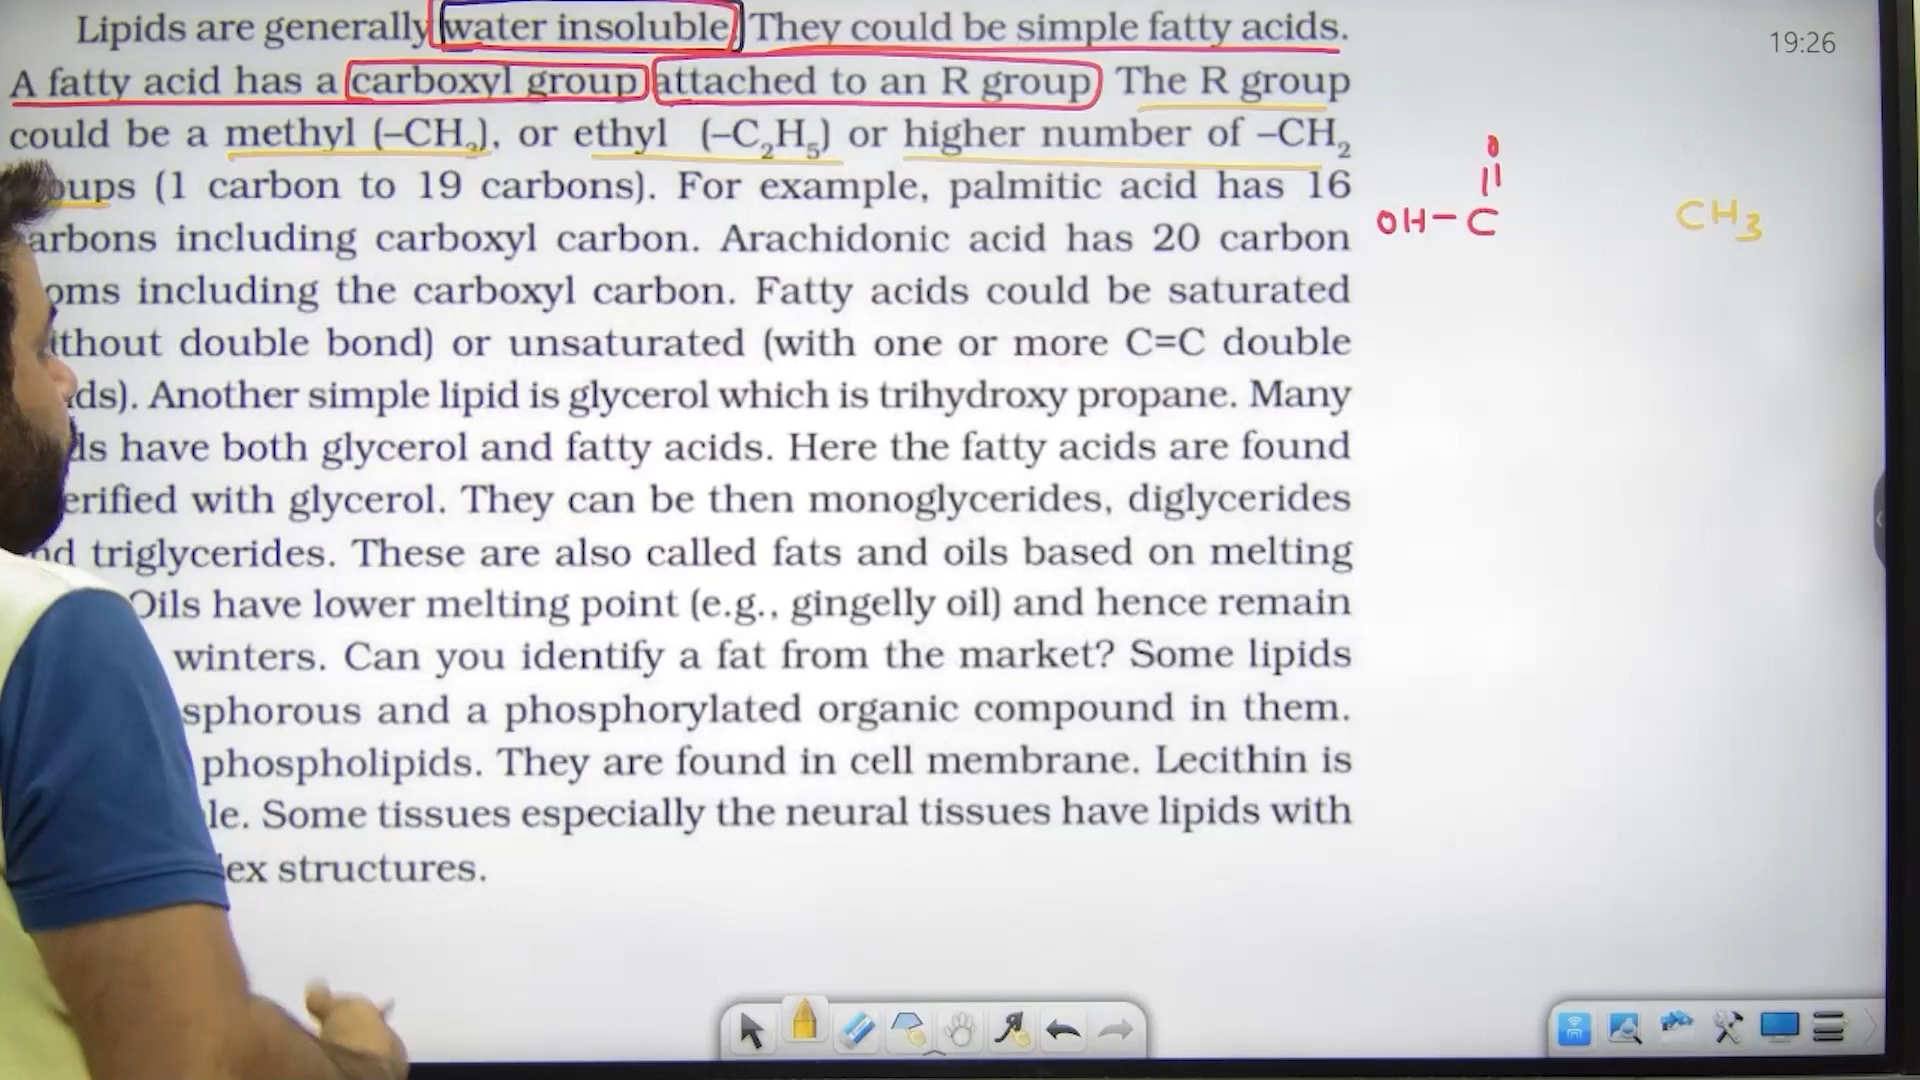 Lipids are generally water insoluble. They could be simple fatty acids.
19:26
A fatty acid has a carboxyl group attached to an R group. The R group
could be a methyl (–CH₃), or ethyl (–C₂H₅) or higher number of –CH₂
oups (1 carbon to 19 carbons). For example, palmitic acid has 16
arbons including carboxyl carbon. Arachidonic acid has 20 carbon
oms including the carboxyl carbon. Fatty acids could be saturated
thout double bond) or unsaturated (with one or more C=C double
ds). Another simple lipid is glycerol which is trihydroxy propane. Many
ds have both glycerol and fatty acids. Here the fatty acids are found
erified with glycerol. They can be then monoglycerides, diglycerides
nd triglycerides. These are also called fats and oils based on melting
Oils have lower melting point (e.g., gingelly oil) and hence remain
winters. Can you identify a fat from the market? Some lipids
sphorous and a phosphorylated organic compound in them.
phospholipids. They are found in cell membrane. Lecithin is
le. Some tissues especially the neural tissues have lipids with
ex structures.
O
||
OH–C
CH₃